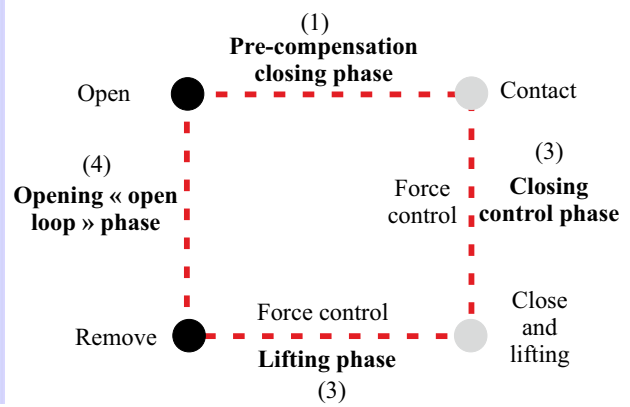 (1)
Pre-compensation
closing phase
Open
Contact
(4)
Opening « open
loop » phase
Force
control
(3)
Closing
control phase
Remove
Force control
Close
and
lifting
Lifting phase
(3)